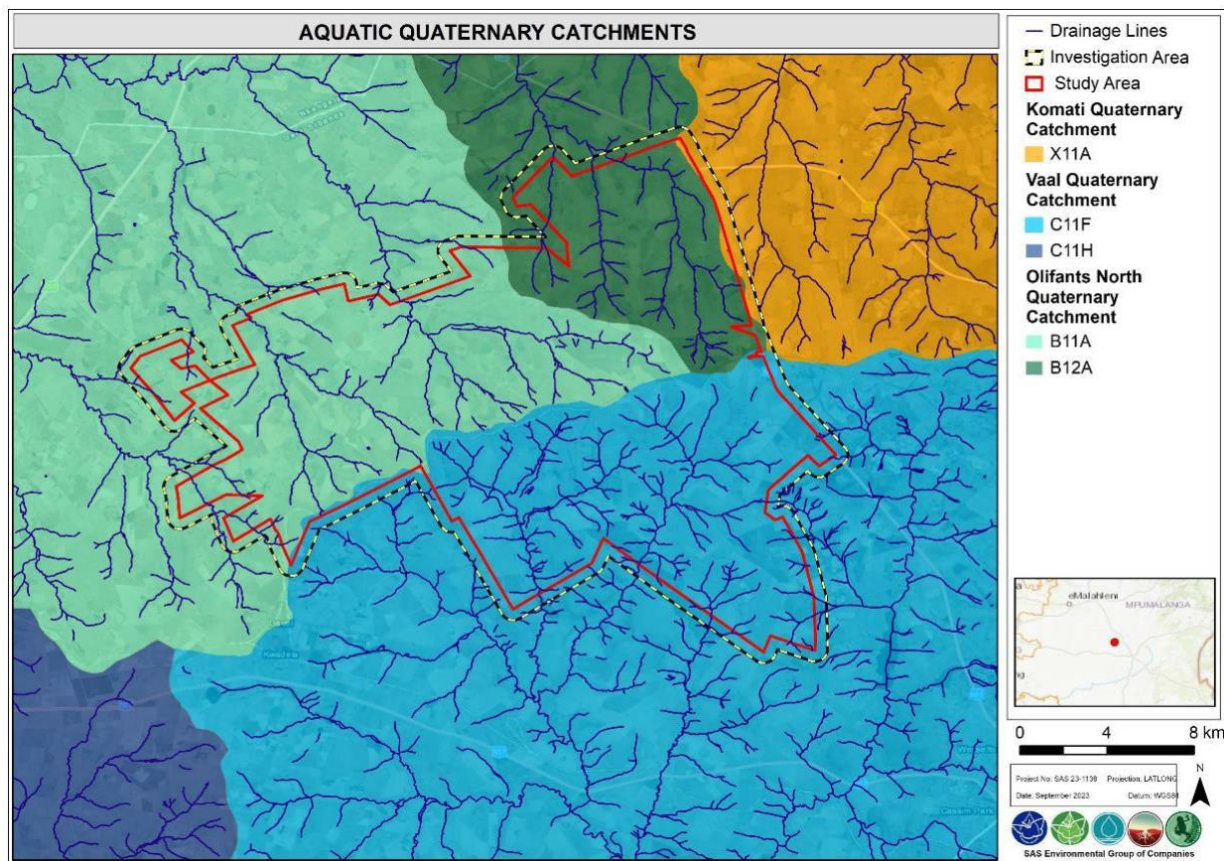 AQUATIC QUATERNARY CATCHMENTS
Kwadela
Drainage Lines
Investigation Area
Study Area
Komati Quaternary
Catchment
X11A
Vaal Quaternary
Catchment
C11F
C11H
Olifants North
Quaternary
Catchment
B11A
B12A
eMalahleni
MPUMALANGA
0 4 8 km
Project No: SAS 23-1138 Projection: LATLONG
Date: September 2023 Datum: WGS84
N
SAS Environmental Group of Companies